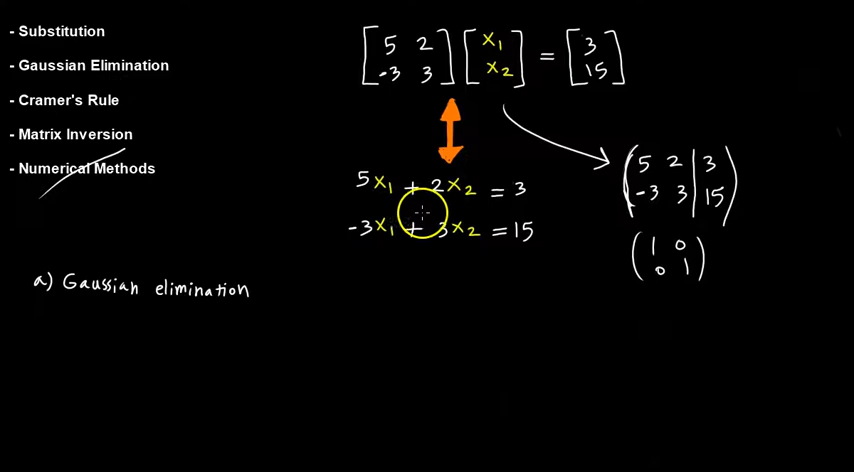 - Substitution
- Gaussian Elimination
- Cramer's Rule
- Matrix Inversion
- Numerical Methods
[5 2] [x₁] = [3]
[-3 3] [x₂] [15]
5x₁ + 2x₂ = 3
-3x₁ + 3x₂ = 15
(5 2 | 3)
(-3 3 | 15)
(1 0)
(0 1)
a) Gaussian elimination